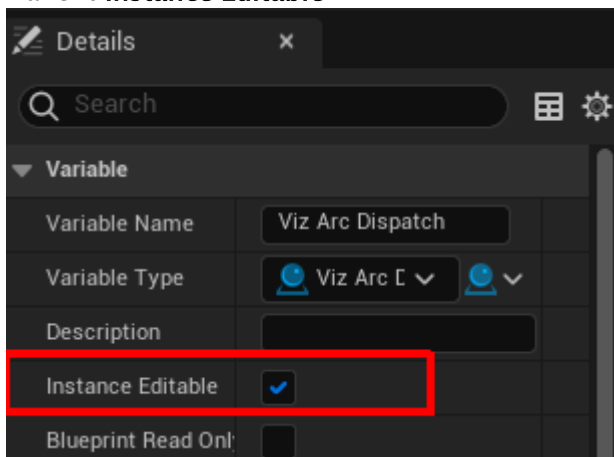 Details
Search
Variable
Variable Name Viz Arc Dispatch
Variable Type Viz Arc D
Description
Instance Editable
Blueprint Read Onl